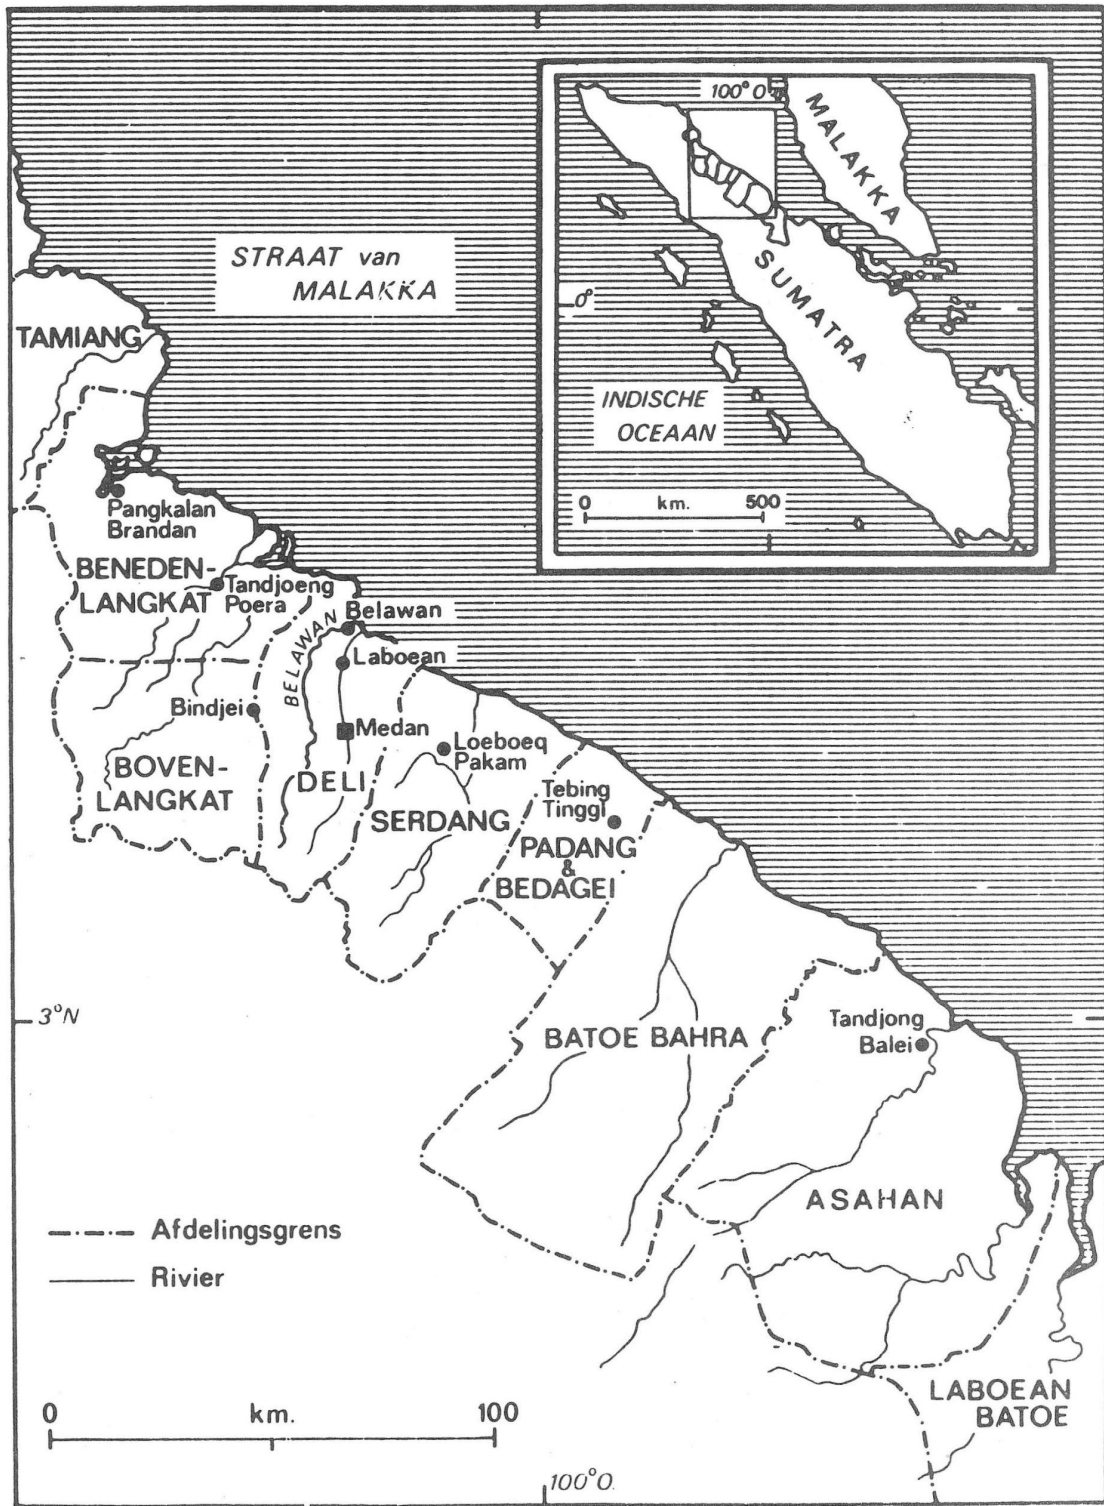 100° O.
MALAKKA
STRAAT van
MALAKKA
SUMATRA
0°
INDISCHE
OCEAAN
0 km. 500
TAMIANG
Pangkalan
Brandan
BENEDEN-
LANGKAT
Tandjoeng
Poera
Belawan
BELAWAN
Laboean
Bindjei
Medan
Loeboeq
Pakam
BOVEN-
LANGKAT
DELI
SERDANG
Tebing
Tinggi
PADANG
&
BEDAGEI
3°N
BATOE BAHRA
Tandjong
Balei
ASAHAN
Afdelingsgrens
Rivier
LABOEAN
BATOE
0 km. 100
100°O.